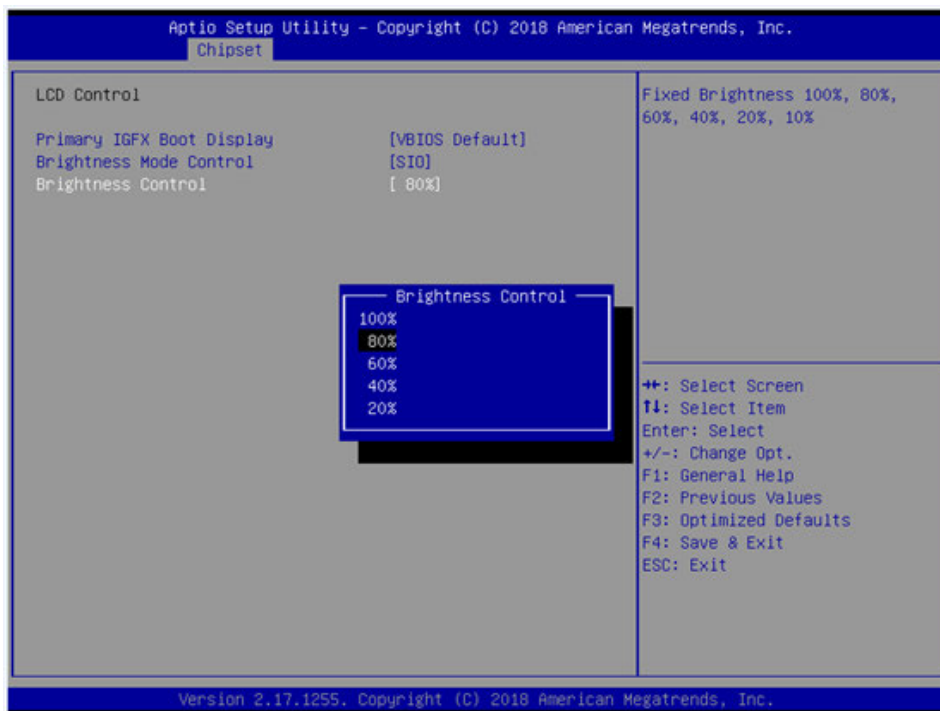 Aptio Setup Utility – Copyright (C) 2018 American Megatrends, Inc.
Chipset
LCD Control
Primary IGFX Boot Display [VBIOS Default]
Brightness Mode Control [SIO]
Brightness Control [ 80%]
Fixed Brightness 100%, 80%,
60%, 40%, 20%, 10%
Brightness Control
100%
80%
60%
40%
20%
→←: Select Screen
↑↓: Select Item
Enter: Select
+/-: Change Opt.
F1: General Help
F2: Previous Values
F3: Optimized Defaults
F4: Save & Exit
ESC: Exit
Version 2.17.1255. Copyright (C) 2018 American Megatrends, Inc.